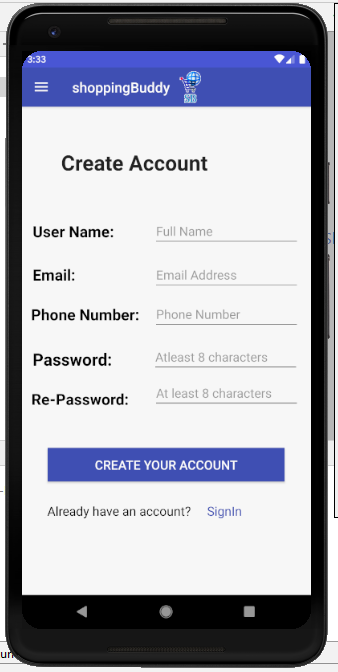 3:33
shoppingBuddy
Create Account
User Name: Full Name
Email: Email Address
Phone Number: Phone Number
Password: Atleast 8 characters
Re-Password: At least 8 characters
CREATE YOUR ACCOUNT
Already have an account? SignIn